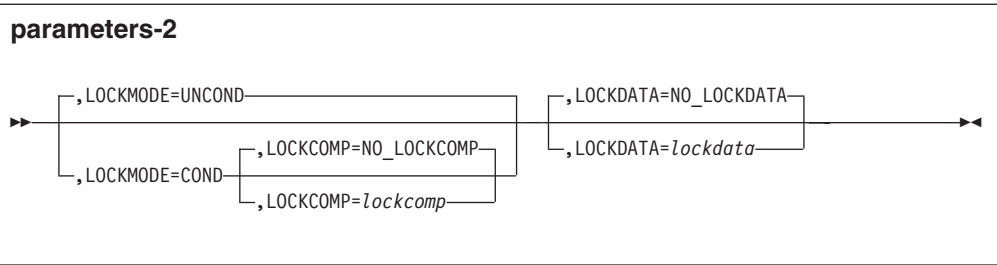 parameters-2
,LOCKMODE=UNCOND ,LOCKDATA=NO_LOCKDATA
,LOCKCOMP=NO_LOCKCOMP ,LOCKDATA=lockdata
,LOCKMODE=COND
,LOCKCOMP=lockcomp